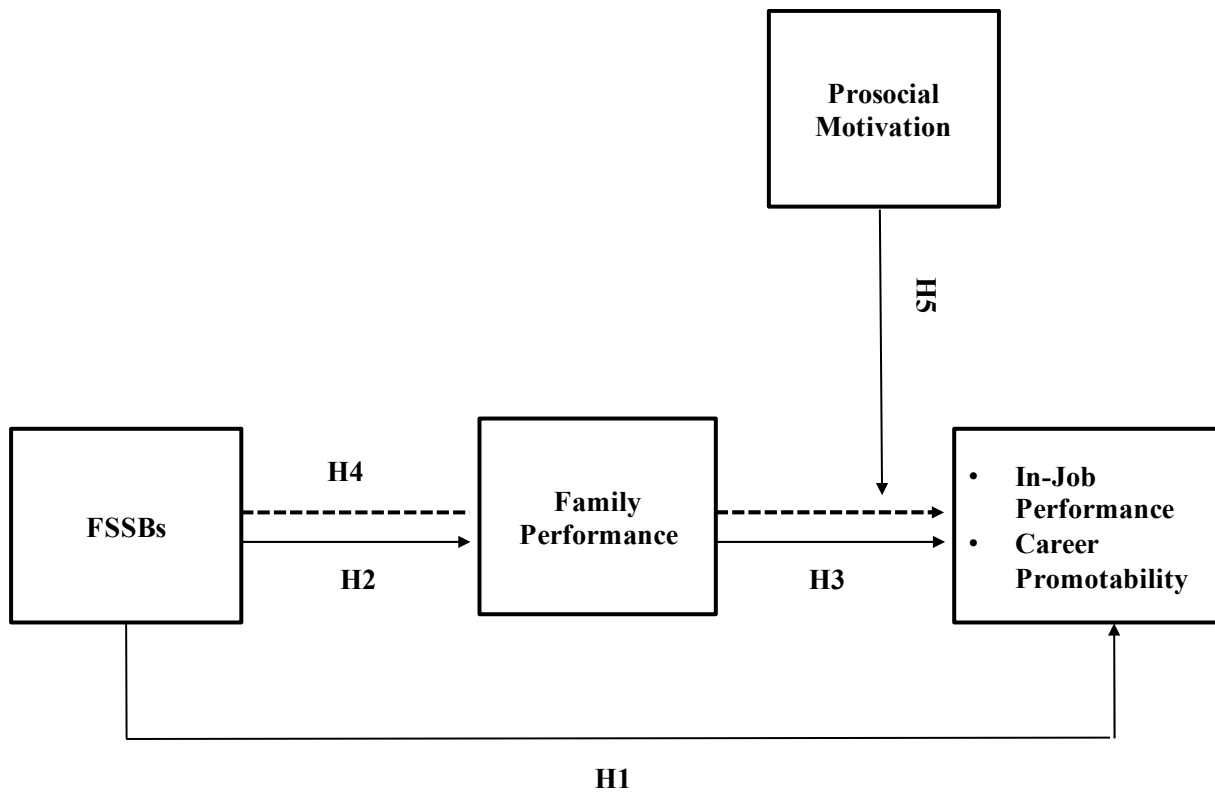 Prosocial
Motivation
H5
H4
FSSBs
Family
Performance
• In-Job
Performance
• Career
Promotability
H2
H3
H1